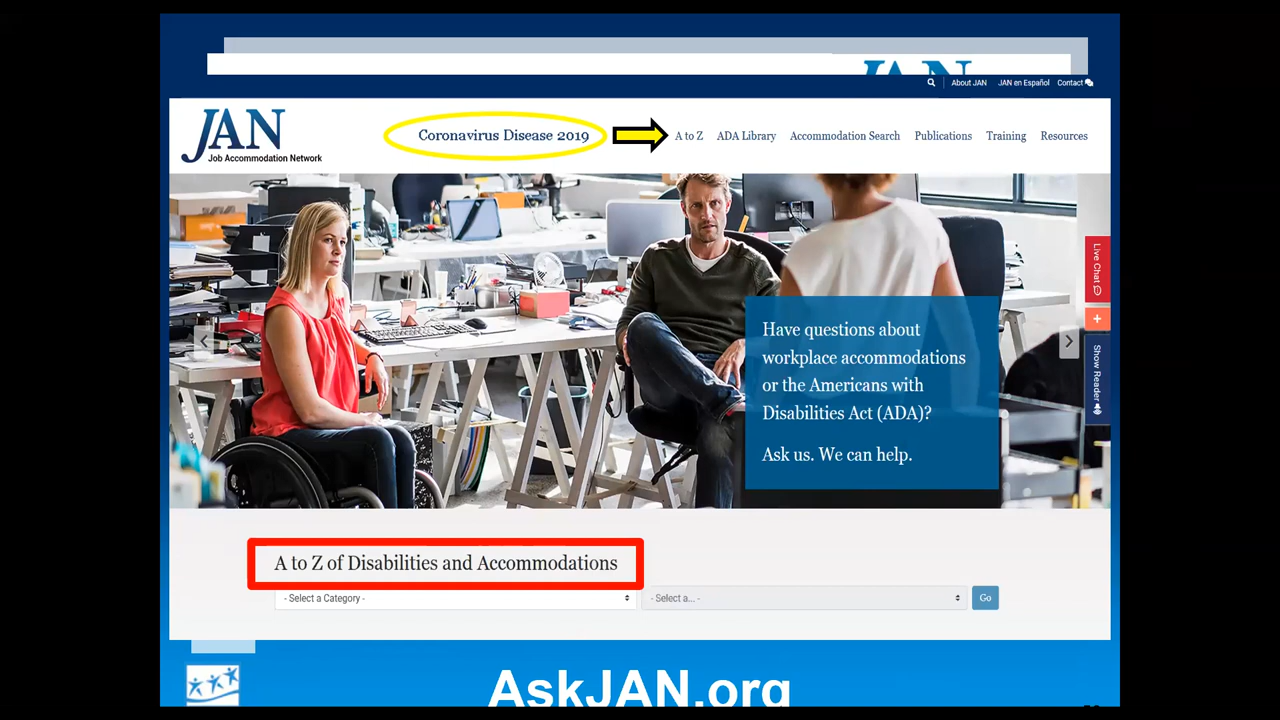 JAN
About JAN JAN en Español Contact
JAN
Job Accommodation Network
Coronavirus Disease 2019 A to Z ADA Library Accommodation Search Publications Training Resources
Live Chat
+
Show Reader
Have questions about
workplace accommodations
or the Americans with
Disabilities Act (ADA)?
Ask us. We can help.
A to Z of Disabilities and Accommodations
- Select a Category - - Select a... - Go
AskJAN.org